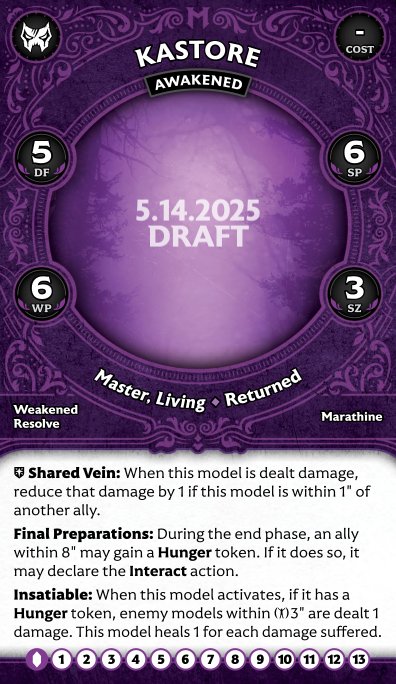 -
COST
KASTORE
AWAKENED
5
DF
6
SP
5.14.2025
DRAFT
6
WP
3
SZ
Master, Living ◆ Returned
Weakened
Resolve
Marathine
Shared Vein: When this model is dealt damage,
reduce that damage by 1 if this model is within 1" of
another ally.
Final Preparations: During the end phase, an ally
within 8" may gain a Hunger token. If it does so, it
may declare the Interact action.
Insatiable: When this model activates, if it has a
Hunger token, enemy models within 3" are dealt 1
damage. This model heals 1 for each damage suffered.
1 2 3 4 5 6 7 8 9 10 11 12 13